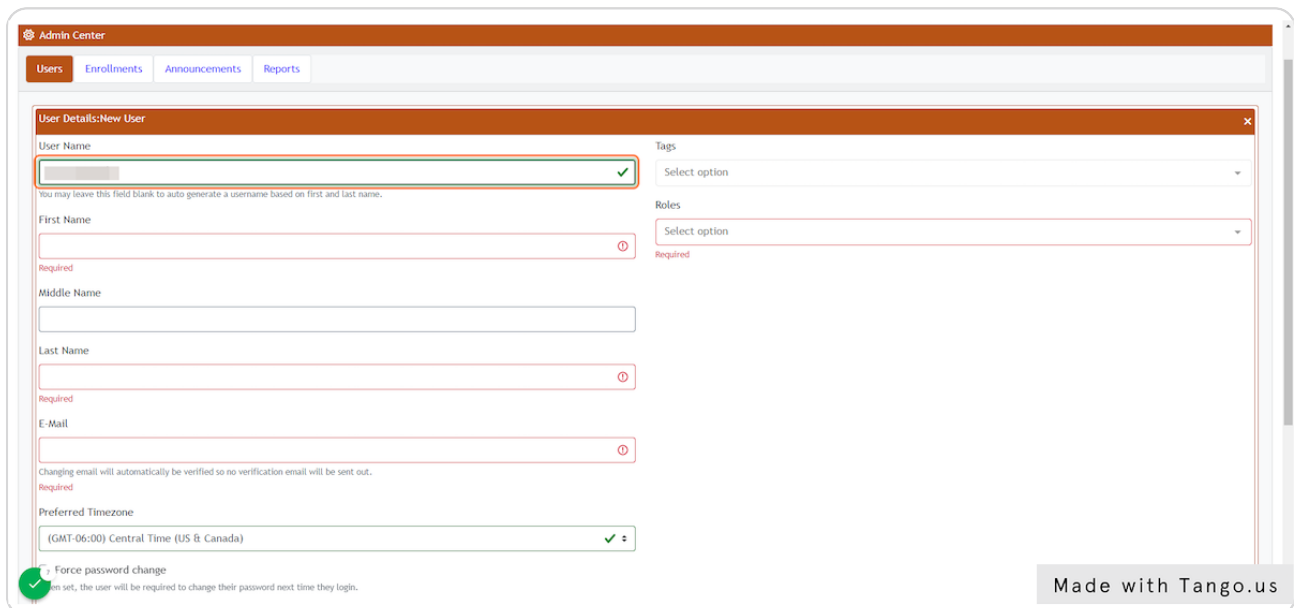 Admin Center
Users Enrollments Announcements Reports
User Details:New User
User Name
You may leave this field blank to auto generate a username based on first and last name.
First Name
Required
Middle Name
Last Name
Required
E-Mail
Changing email will automatically be verified so no verification email will be sent out.
Required
Preferred Timezone
(GMT-06:00) Central Time (US & Canada)
Force password change
set, the user will be required to change their password next time they login.
Tags
Select option
Roles
Select option
Required
Made with Tango.us